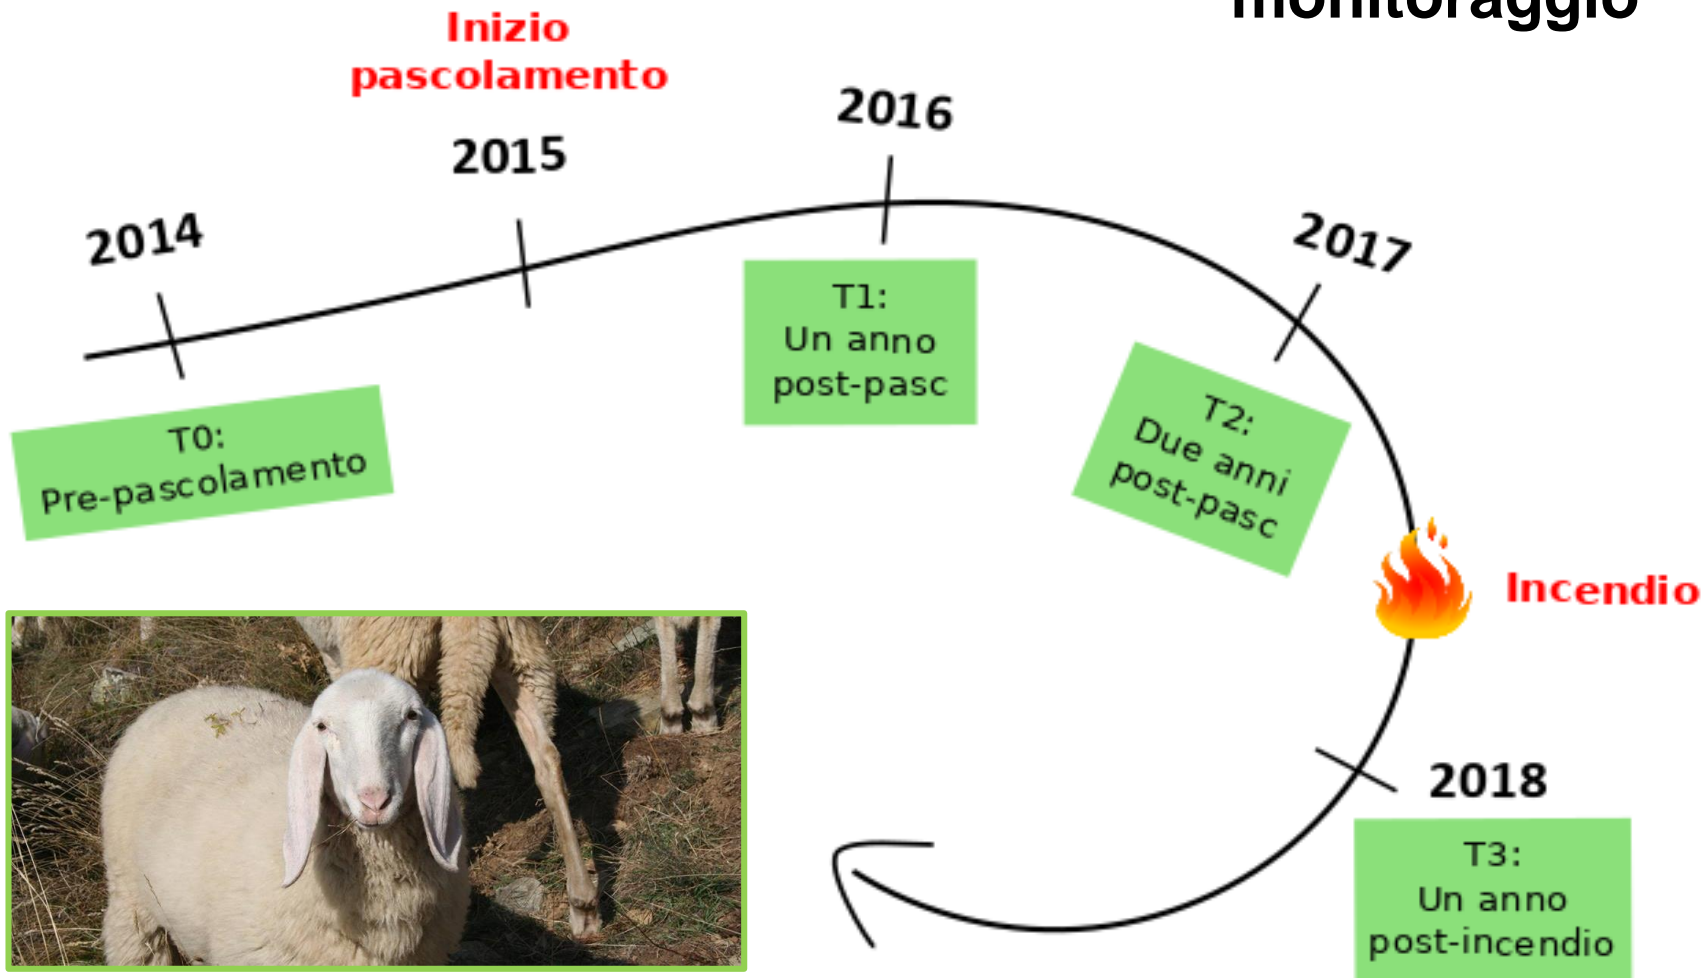 monitoraggio
Inizio
pascolamento
2014
2015
2016
2017
T0:
Pre-pascolamento
T1:
Un anno
post-pasc
T2:
Due anni
post-pasc
Incendio
2018
T3:
Un anno
post-incendio